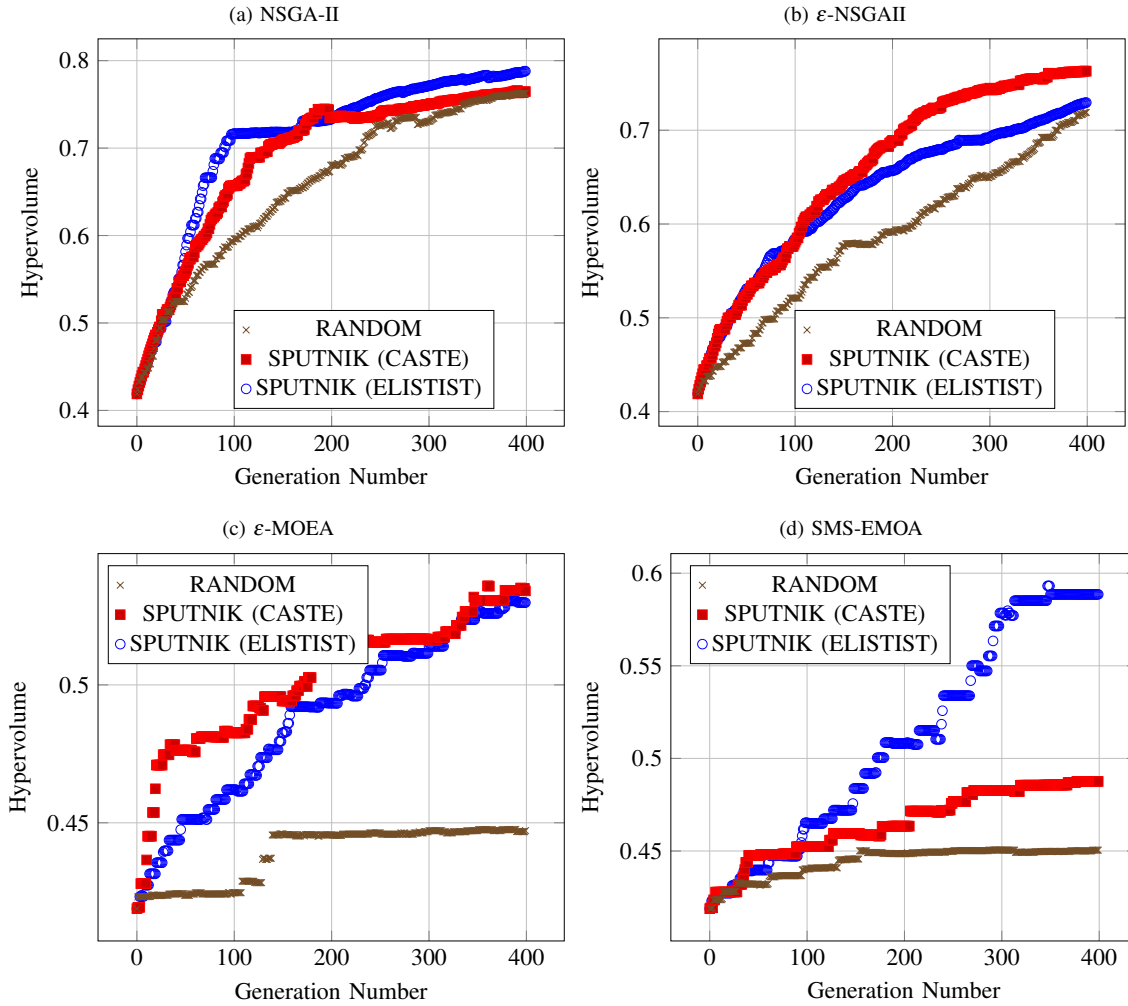 (a) NSGA-II
0.8
0.7
0.6
0.5
0.4
Hypervolume
RANDOM
SPUTNIK (CASTE)
SPUTNIK (ELISTIST)
0 100 200 300 400
Generation Number
(b) ε-NSGAII
0.7
0.6
0.5
0.4
Hypervolume
RANDOM
SPUTNIK (CASTE)
SPUTNIK (ELISTIST)
0 100 200 300 400
Generation Number
(c) ε-MOEA
RANDOM
SPUTNIK (CASTE)
SPUTNIK (ELISTIST)
0.5
0.45
Hypervolume
0 100 200 300 400
Generation Number
(d) SMS-EMOA
0.6
RANDOM
SPUTNIK (CASTE)
SPUTNIK (ELISTIST)
0.55
0.5
0.45
Hypervolume
0 100 200 300 400
Generation Number